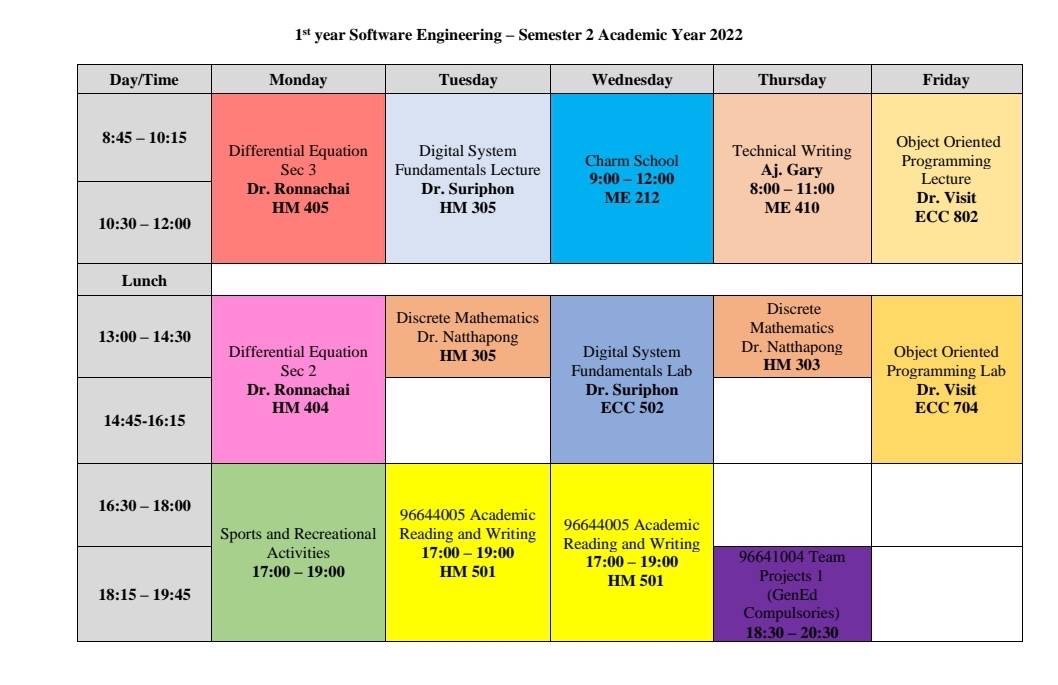 1st year Software Engineering – Semester 2 Academic Year 2022
Day/Time Monday Tuesday Wednesday Thursday Friday
8:45 – 10:15
10:30 – 12:00
Differential Equation
Sec 3
Dr. Ronnachai
HM 405
Digital System
Fundamentals Lecture
Dr. Suriphon
HM 305
Charm School
9:00 – 12:00
ME 212
Technical Writing
Aj. Gary
8:00 – 11:00
ME 410
Object Oriented
Programming
Lecture
Dr. Visit
ECC 802
Lunch
13:00 – 14:30
14:45-16:15
Differential Equation
Sec 2
Dr. Ronnachai
HM 404
Discrete Mathematics
Dr. Natthapong
HM 305
Digital System
Fundamentals Lab
Dr. Suriphon
ECC 502
Discrete
Mathematics
Dr. Natthapong
HM 303
Object Oriented
Programming Lab
Dr. Visit
ECC 704
16:30 – 18:00
18:15 – 19:45
Sports and Recreational
Activities
17:00 – 19:00
96644005 Academic
Reading and Writing
17:00 – 19:00
HM 501
96644005 Academic
Reading and Writing
17:00 – 19:00
HM 501
96641004 Team
Projects 1
(GenEd
Compulsories)
18:30 – 20:30